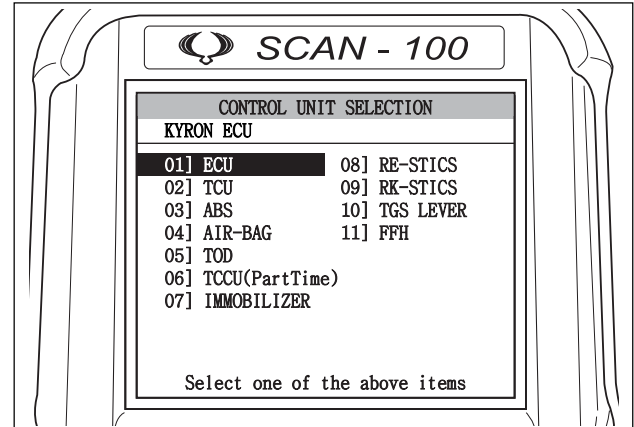 SCAN - 100
CONTROL UNIT SELECTION
KYRON ECU
01] ECU
02] TCU
03] ABS
04] AIR-BAG
05] TOD
06] TCCU(PartTime)
07] IMMOBILIZER
08] RE-STICS
09] RK-STICS
10] TGS LEVER
11] FFH
Select one of the above items